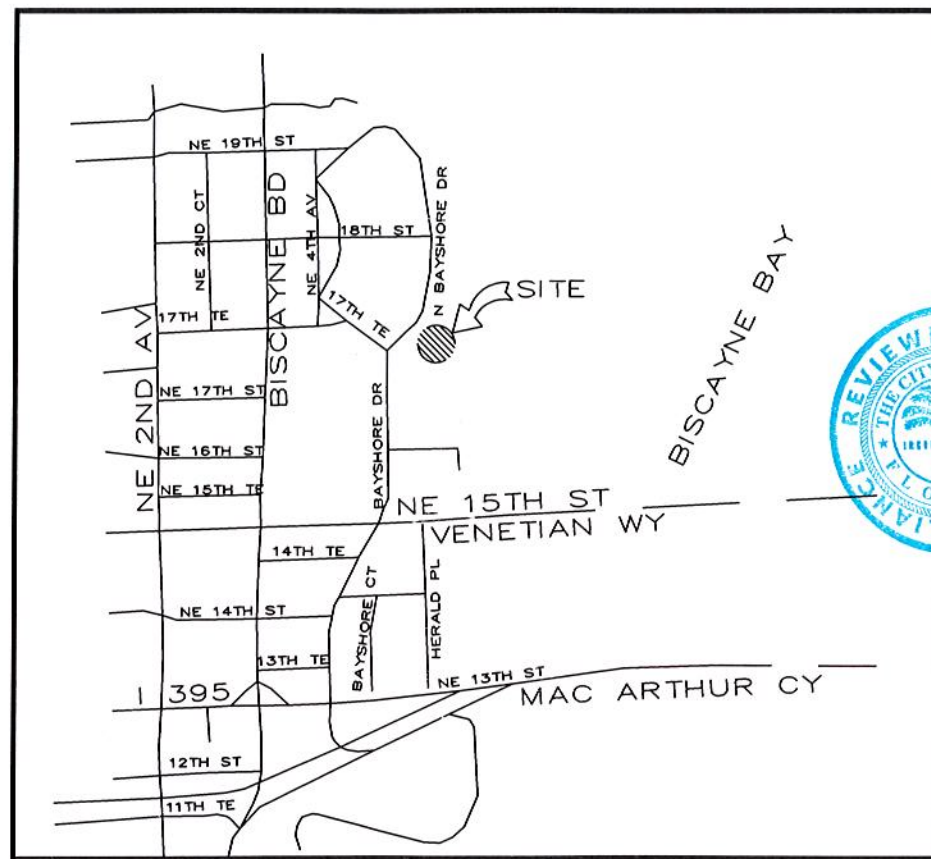 NE 19TH ST
NE 2ND CT
BISCAYNE BD
NE 4TH AV
18TH ST
N BAYSHORE DR
SITE
17TH TE
17TH TE
NE 2ND AV
NE 17TH ST
BAYSHORE DR
BISCAYNE BAY
NE 16TH ST
NE 15TH TE
NE 15TH ST
VENETIAN WY
14TH TE
BAYSHORE CT
HERALD PL
NE 14TH ST
13TH TE
NE 13TH ST
I 395
MAC ARTHUR CY
12TH ST
11TH TE
REVIEW
THE CITY